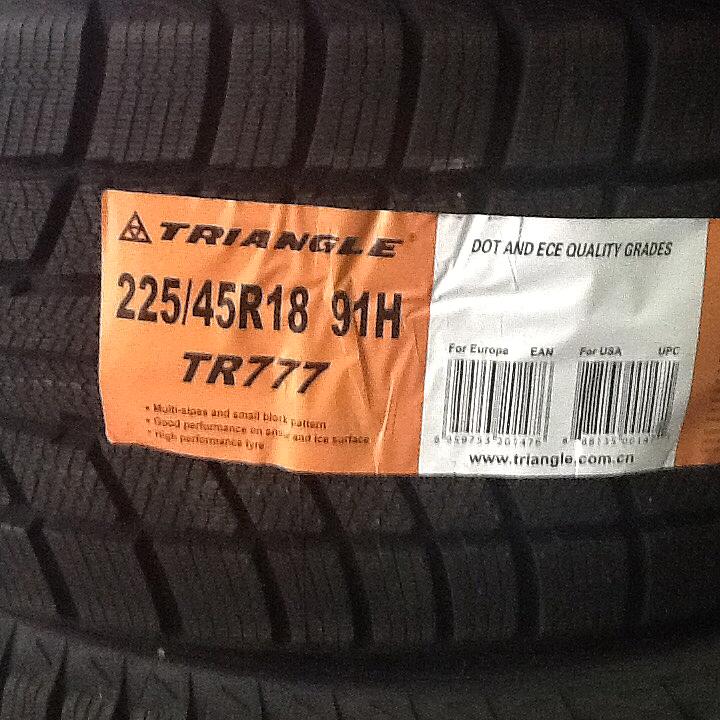 TRIANGLE
225/45R18 91H
TR777
• Multi-sipes and small block pattern
• Good performance on snow and ice surface
• High performance tyre
DOT AND ECE QUALITY GRADES
For Europa EAN For USA UPC
www.triangle.com.cn